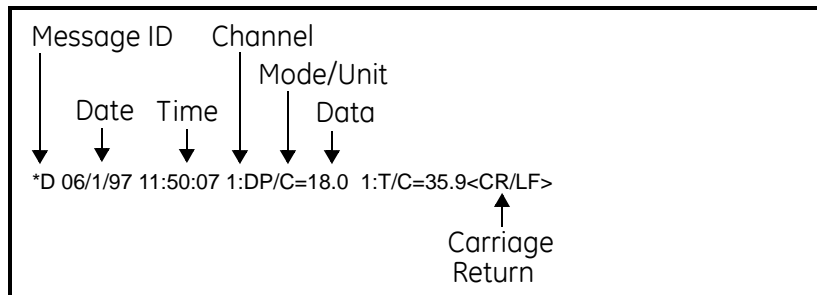 Message ID Channel
Mode/Unit
Date Time Data
*D 06/1/97 11:50:07 1:DP/C=18.0 1:T/C=35.9<CR/LF>
Carriage
Return